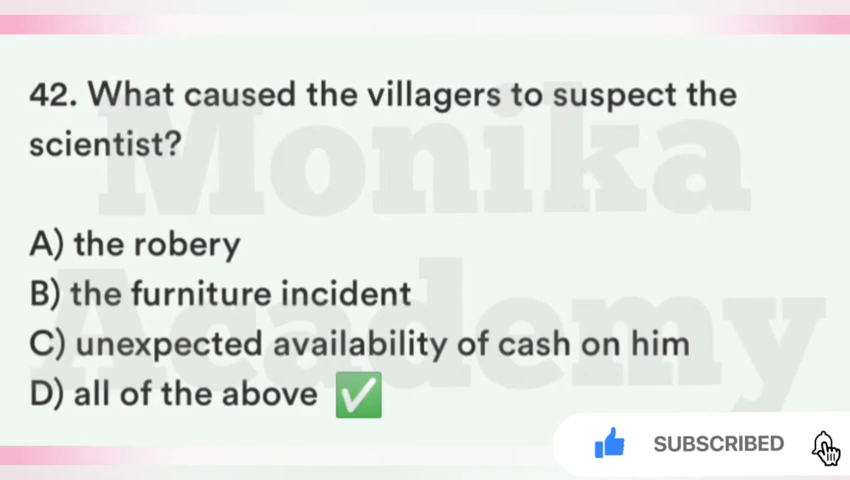 42. What caused the villagers to suspect the
scientist?
A) the robery
B) the furniture incident
C) unexpected availability of cash on him
D) all of the above
Monika
Academy
SUBSCRIBED